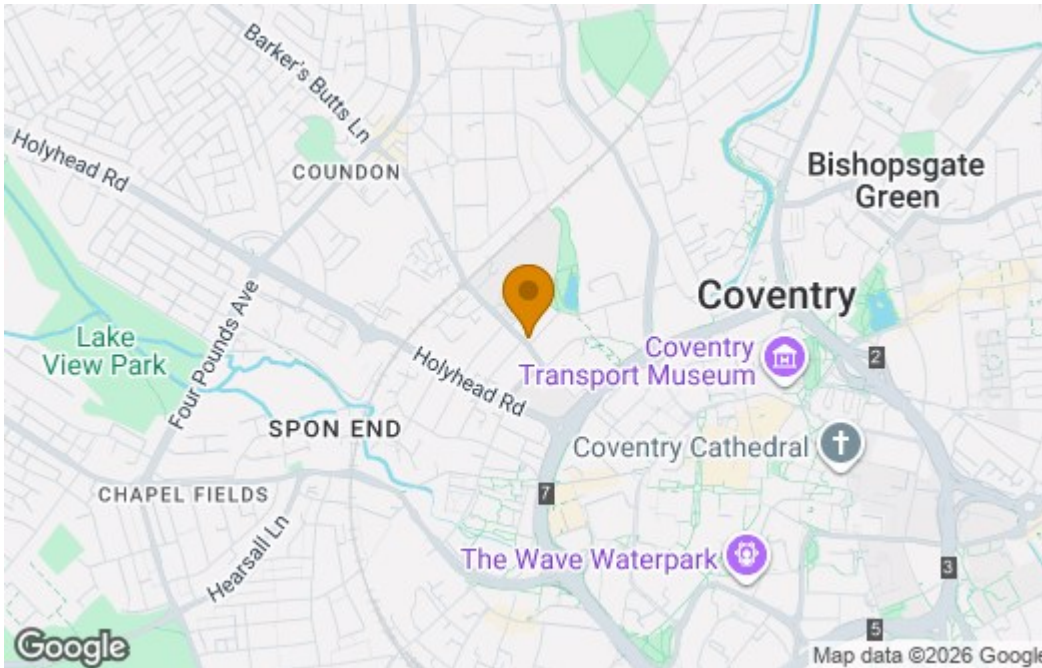 Barker's Butts Ln
Holyhead Rd
COUNDON
Bishopsgate
Green
Coventry
Lake
View Park
Four Pounds Ave
Holyhead Rd
Coventry
Transport Museum
2
SPON END
Coventry Cathedral
CHAPEL FIELDS
7
Hearsall Ln
The Wave Waterpark
3
5
Google
Map data ©2026 Google